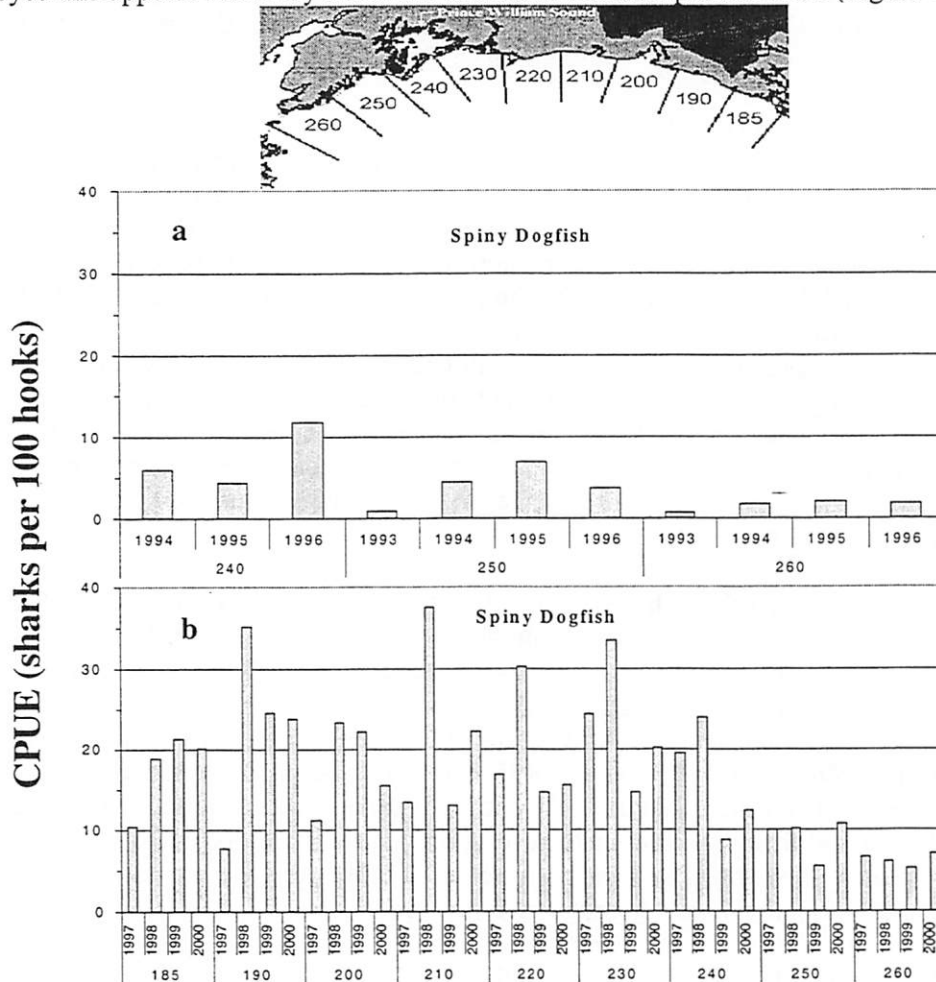 Prince William Sound
260 250 240 230 220 210 200 190 185
CPUE (sharks per 100 hooks)
a
Spiny Dogfish
40
30
20
10
0
1994 1995 1996 1993 1994 1995 1996 1993 1994 1995 1996
240 250 260
b
Spiny Dogfish
40
30
20
10
0
1997 1998 1999 2000 1997 1998 1999 2000 1997 1998 1999 2000 1997 1998 1999 2000 1997 1998 1999 2000 1997 1998 1999 2000 1997 1998 1999 2000 1997 1998 1999 2000 1997 1998 1999 2000
185 190 200 210 220 230 240 250 260